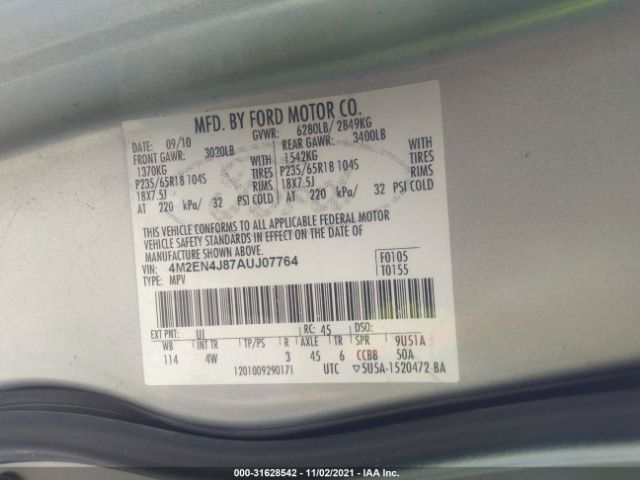 MFD. BY FORD MOTOR CO.
DATE: 09/10 GVWR: 6280LB/ 2849KG
FRONT GAWR: 3020LB REAR GAWR: 3400LB
1370KG WITH 1542KG WITH
P235/65R18 104S TIRES P235/65R18 104S TIRES
18X7.5J RIMS 18X7.5J RIMS
AT 220 kPa/ 32 PSI COLD AT 220 kPa/ 32 PSI COLD
THIS VEHICLE CONFORMS TO ALL APPLICABLE FEDERAL MOTOR
VEHICLE SAFETY STANDARDS IN EFFECT ON THE DATE OF
MANUFACTURE SHOWN ABOVE.
VIN: 4M2EN4J87AUJ07764 F0105
TYPE: MPV T0155
EXT PNT: UI RC: 45 DSO:
WB INT TR TP/PS R AXLE TR SPR 9U51A
114 4W 3 45 6 CCBB 50A
1201009290171 UTC ▽5U5A-1520472 BA
000-31628542 - 11/02/2021 - IAA Inc.